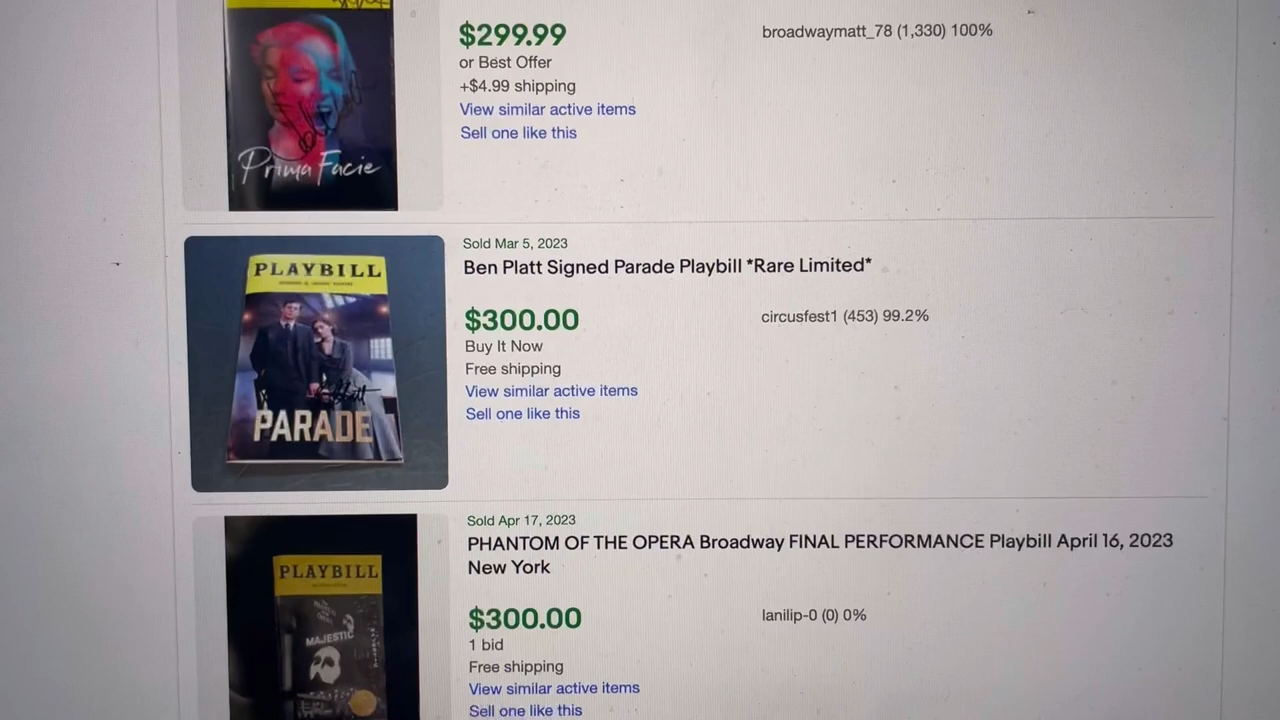 $299.99
or Best Offer
+$4.99 shipping
View similar active items
Sell one like this
broadwaymatt_78 (1,330) 100%
Prima Facie
Sold Mar 5, 2023
Ben Platt Signed Parade Playbill *Rare Limited*
$300.00
Buy It Now
Free shipping
View similar active items
Sell one like this
circusfest1 (453) 99.2%
PLAYBILL
PARADE
Sold Apr 17, 2023
PHANTOM OF THE OPERA Broadway FINAL PERFORMANCE Playbill April 16, 2023
New York
$300.00
1 bid
Free shipping
View similar active items
Sell one like this
lanilip-0 (0) 0%
PLAYBILL
MAJESTIC